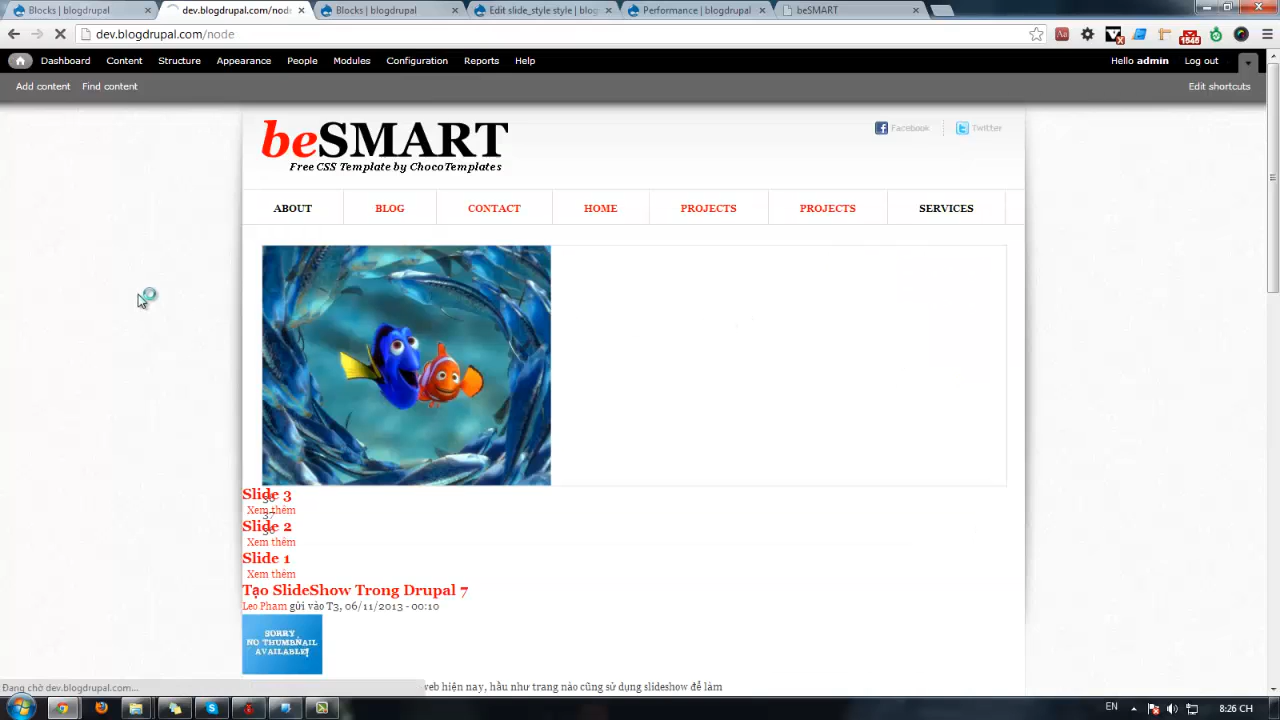 Blocks | blogdrupal
dev.blogdrupal.com/node
Blocks | blogdrupal
Edit slide_style style | blog
Performance | blogdrupal
beSMART
dev.blogdrupal.com/node
1545
Dashboard Content Structure Appearance People Modules Configuration Reports Help
Hello admin Log out
Add content Find content
Edit shortcuts
beSMART
Free CSS Template by ChocoTemplates
Facebook Twitter
ABOUT BLOG CONTACT HOME PROJECTS PROJECTS SERVICES
Slide 3
Xem thêm
37
Slide 2
Xem thêm
Slide 1
Xem thêm
Tạo SlideShow Trong Drupal 7
Leo Pham gửi vào T3, 06/11/2013 - 00:10
SORRY
NO THUMBNAIL
AVAILABLE!
web hiện nay, hầu như trang nào cũng sử dụng slideshow để làm
Đang chờ dev.blogdrupal.com...
EN
8:26 CH